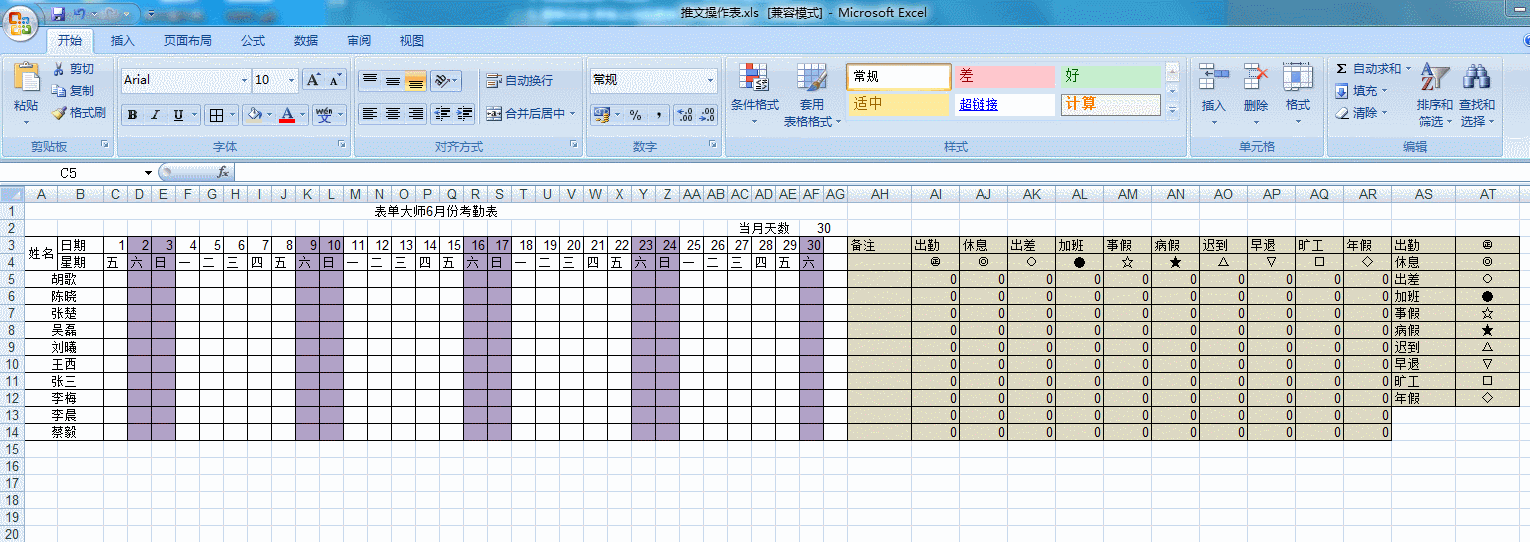 推文操作表.xls [兼容模式] - Microsoft Excel
开始 插入 页面布局 公式 数据 审阅 视图
粘贴 剪切 复制 格式刷 剪贴板
Arial 10 A A B I U A wén 文 字体
自动换行 合并后居中 对齐方式
常规 % , 数字
条件格式 套用表格格式 常规 差 好 适中 超链接 计算 样式
插入 删除 格式 单元格
Σ 自动求和 填充 清除 排序和筛选 查找和选择 编辑
C5 fx
A B C D E F G H I J K L M N O P Q R S T U V W X Y Z AA AB AC AD AE AF AG AH AI AJ AK AL AM AN AO AP AQ AR AS AT
1 表单大师6月份考勤表
2 当月天数 30
3 姓名 日期 1 2 3 4 5 6 7 8 9 10 11 12 13 14 15 16 17 18 19 20 21 22 23 24 25 26 27 28 29 30 备注 出勤 休息 出差 加班 事假 病假 迟到 早退 旷工 年假 出勤
4 星期 五 六 日 一 二 三 四 五 六 日 一 二 三 四 五 六 日 一 二 三 四 五 六 日 一 二 三 四 五 六 ◎ ○ ● ☆ ★ △ ▽ □ ◇ 休息 ◎
5 胡歌 0 0 0 0 0 0 0 0 0 0 出差 ○
6 陈晓 0 0 0 0 0 0 0 0 0 0 加班 ●
7 张楚 0 0 0 0 0 0 0 0 0 0 事假 ☆
8 吴磊 0 0 0 0 0 0 0 0 0 0 病假 ★
9 刘曦 0 0 0 0 0 0 0 0 0 0 迟到 △
10 王西 0 0 0 0 0 0 0 0 0 0 早退 ▽
11 张三 0 0 0 0 0 0 0 0 0 0 旷工 □
12 李梅 0 0 0 0 0 0 0 0 0 0 年假 ◇
13 李晨 0 0 0 0 0 0 0 0 0 0
14 蔡毅 0 0 0 0 0 0 0 0 0 0
15
16
17
18
19
20